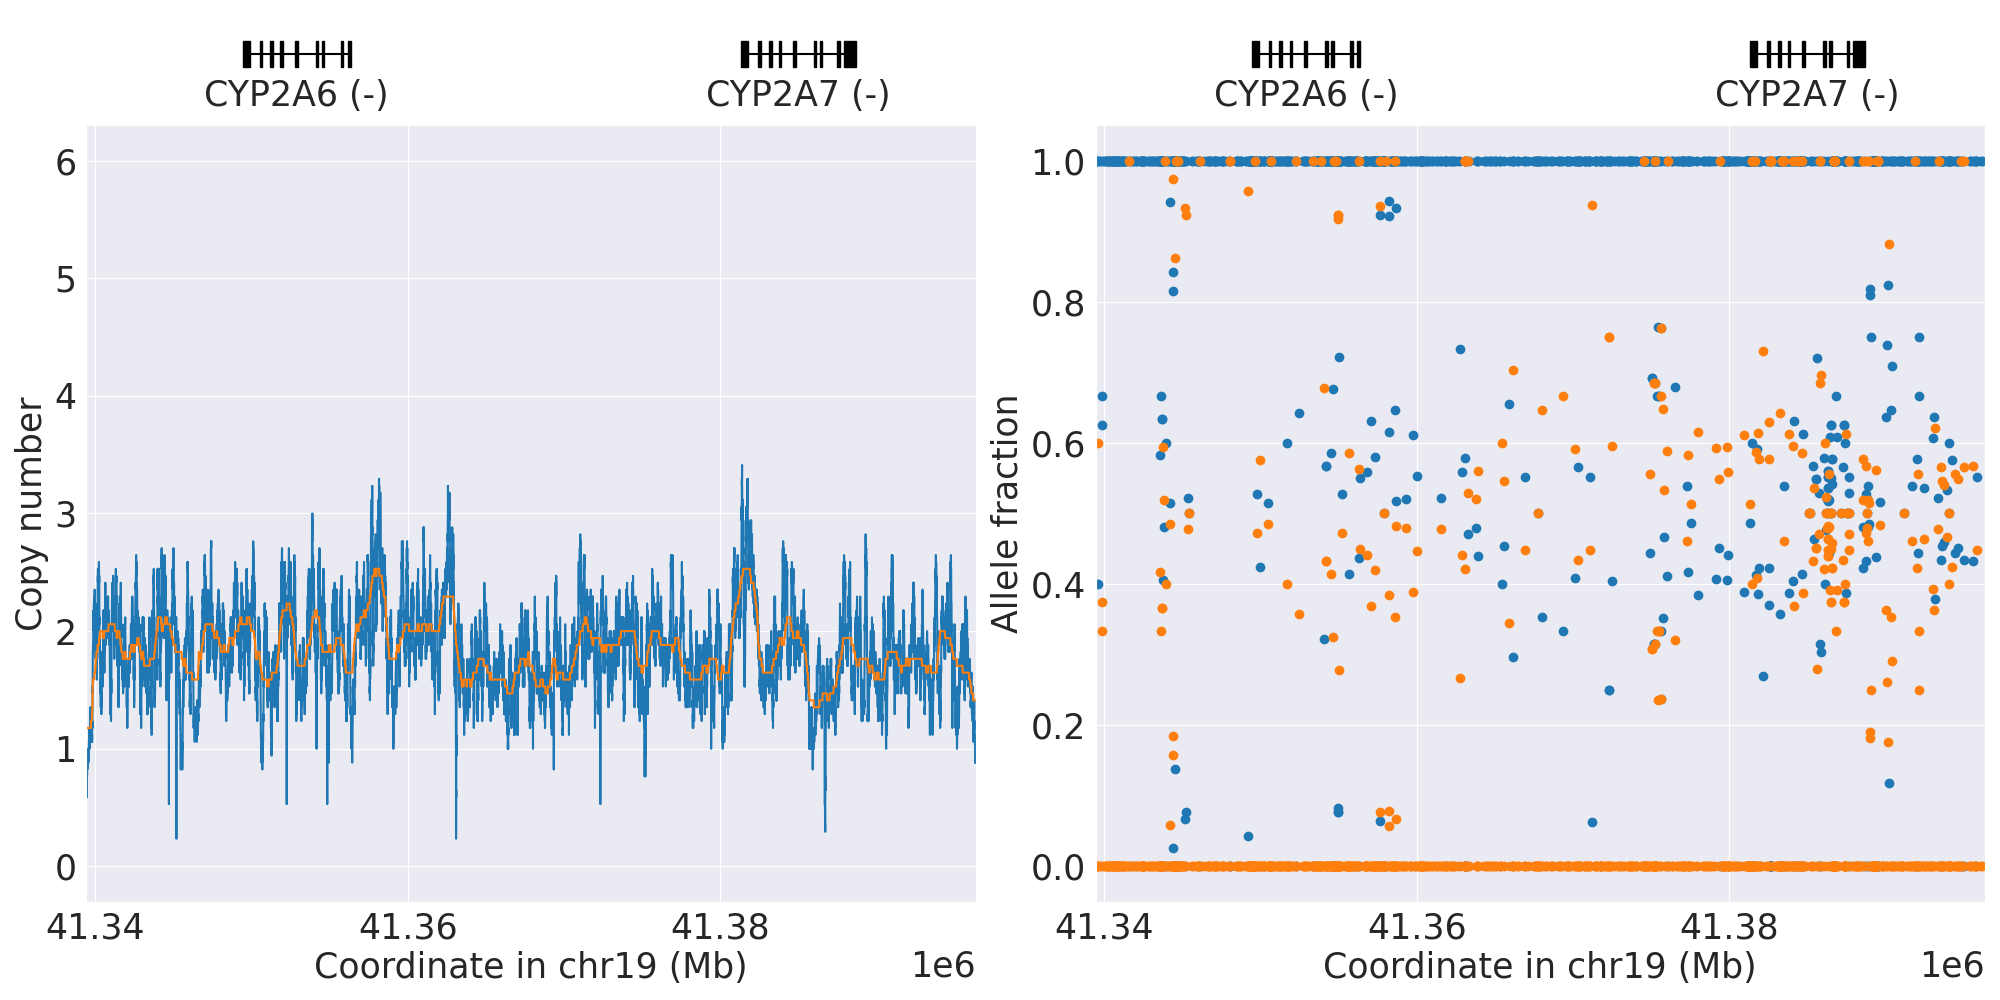 CYP2A6 (-)
CYP2A7 (-)
Copy number
6
5
4
3
2
1
0
41.34
41.36
41.38
Coordinate in chr19 (Mb)
1e6
CYP2A6 (-)
CYP2A7 (-)
Allele fraction
1.0
0.8
0.6
0.4
0.2
0.0
41.34
41.36
41.38
Coordinate in chr19 (Mb)
1e6